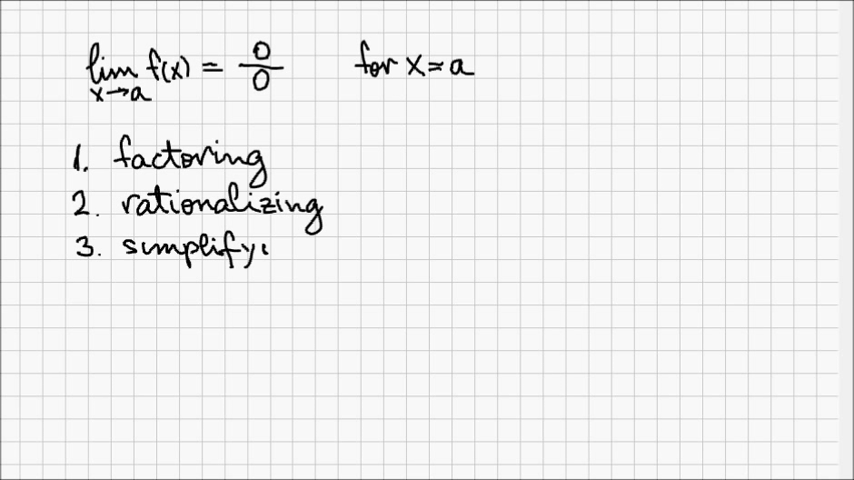 lim x→a f(x) = 0/0 for x = a
1. factoring
2. rationalizing
3. simplify